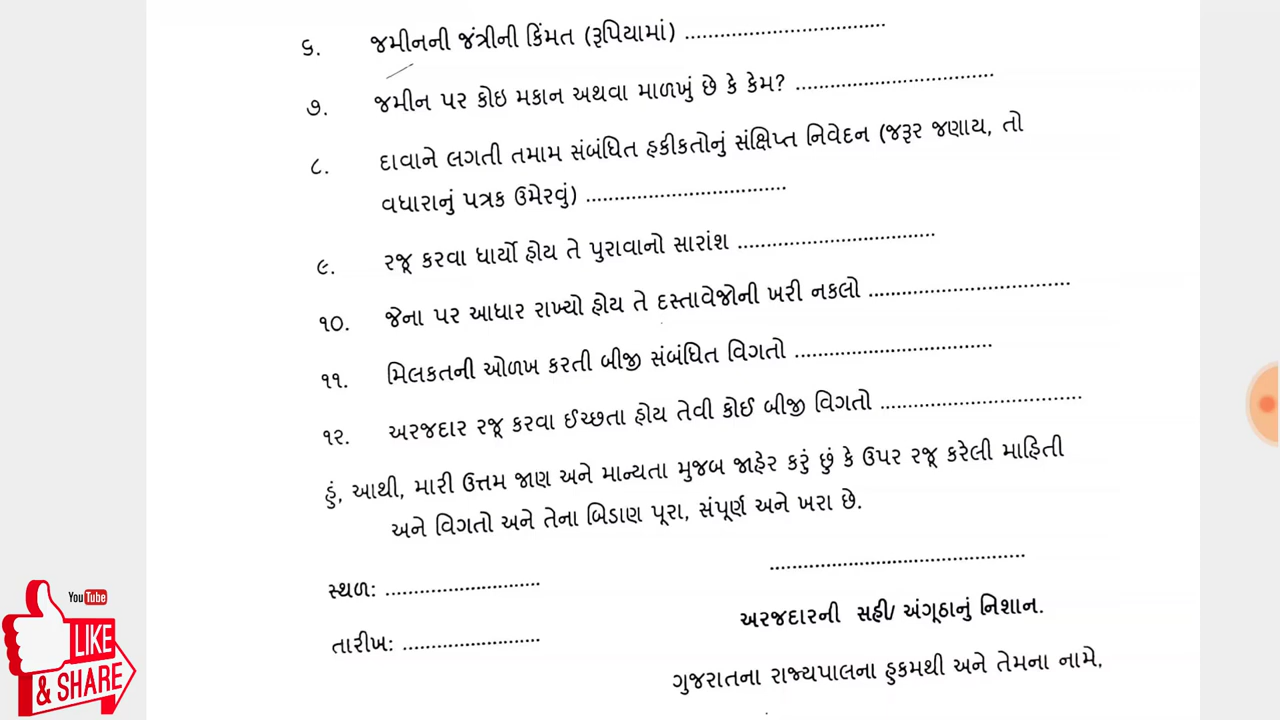 ૬. જમીનની જંત્રીની કિંમત (રૂપિયામાં) ..................................
૭. જમીન પર કોઇ મકાન અથવા માળખું છે કે કેમ? ..................................
૮. દાવાને લગતી તમામ સંબંધિત હકીકતોનું સંક્ષિપ્ત નિવેદન (જરૂર જણાય, તો
વધારાનું પત્રક ઉમેરવું) ..................................
૯. રજૂ કરવા ધાર્યો હોય તે પુરાવાનો સારાંશ ..................................
૧૦. જેના પર આધાર રાખ્યો હોય તે દસ્તાવેજોની ખરી નકલો ..................................
૧૧. મિલકતની ઓળખ કરતી બીજી સંબંધિત વિગતો ..................................
૧૨. અરજદાર રજૂ કરવા ઈચ્છતા હોય તેવી કોઈ બીજી વિગતો ..................................
હું, આથી, મારી ઉત્તમ જાણ અને માન્યતા મુજબ જાહેર કરું છું કે ઉપર રજૂ કરેલી માહિતી
અને વિગતો અને તેના બિડાણ પૂરા, સંપૂર્ણ અને ખરા છે.
સ્થળ: ...........................
............................................
અરજદારની સહી/ અંગૂઠાનું નિશાન.
તારીખ: ........................
ગુજરાતના રાજ્યપાલના હુકમથી અને તેમના નામે,
YouTube
LIKE
& SHARE